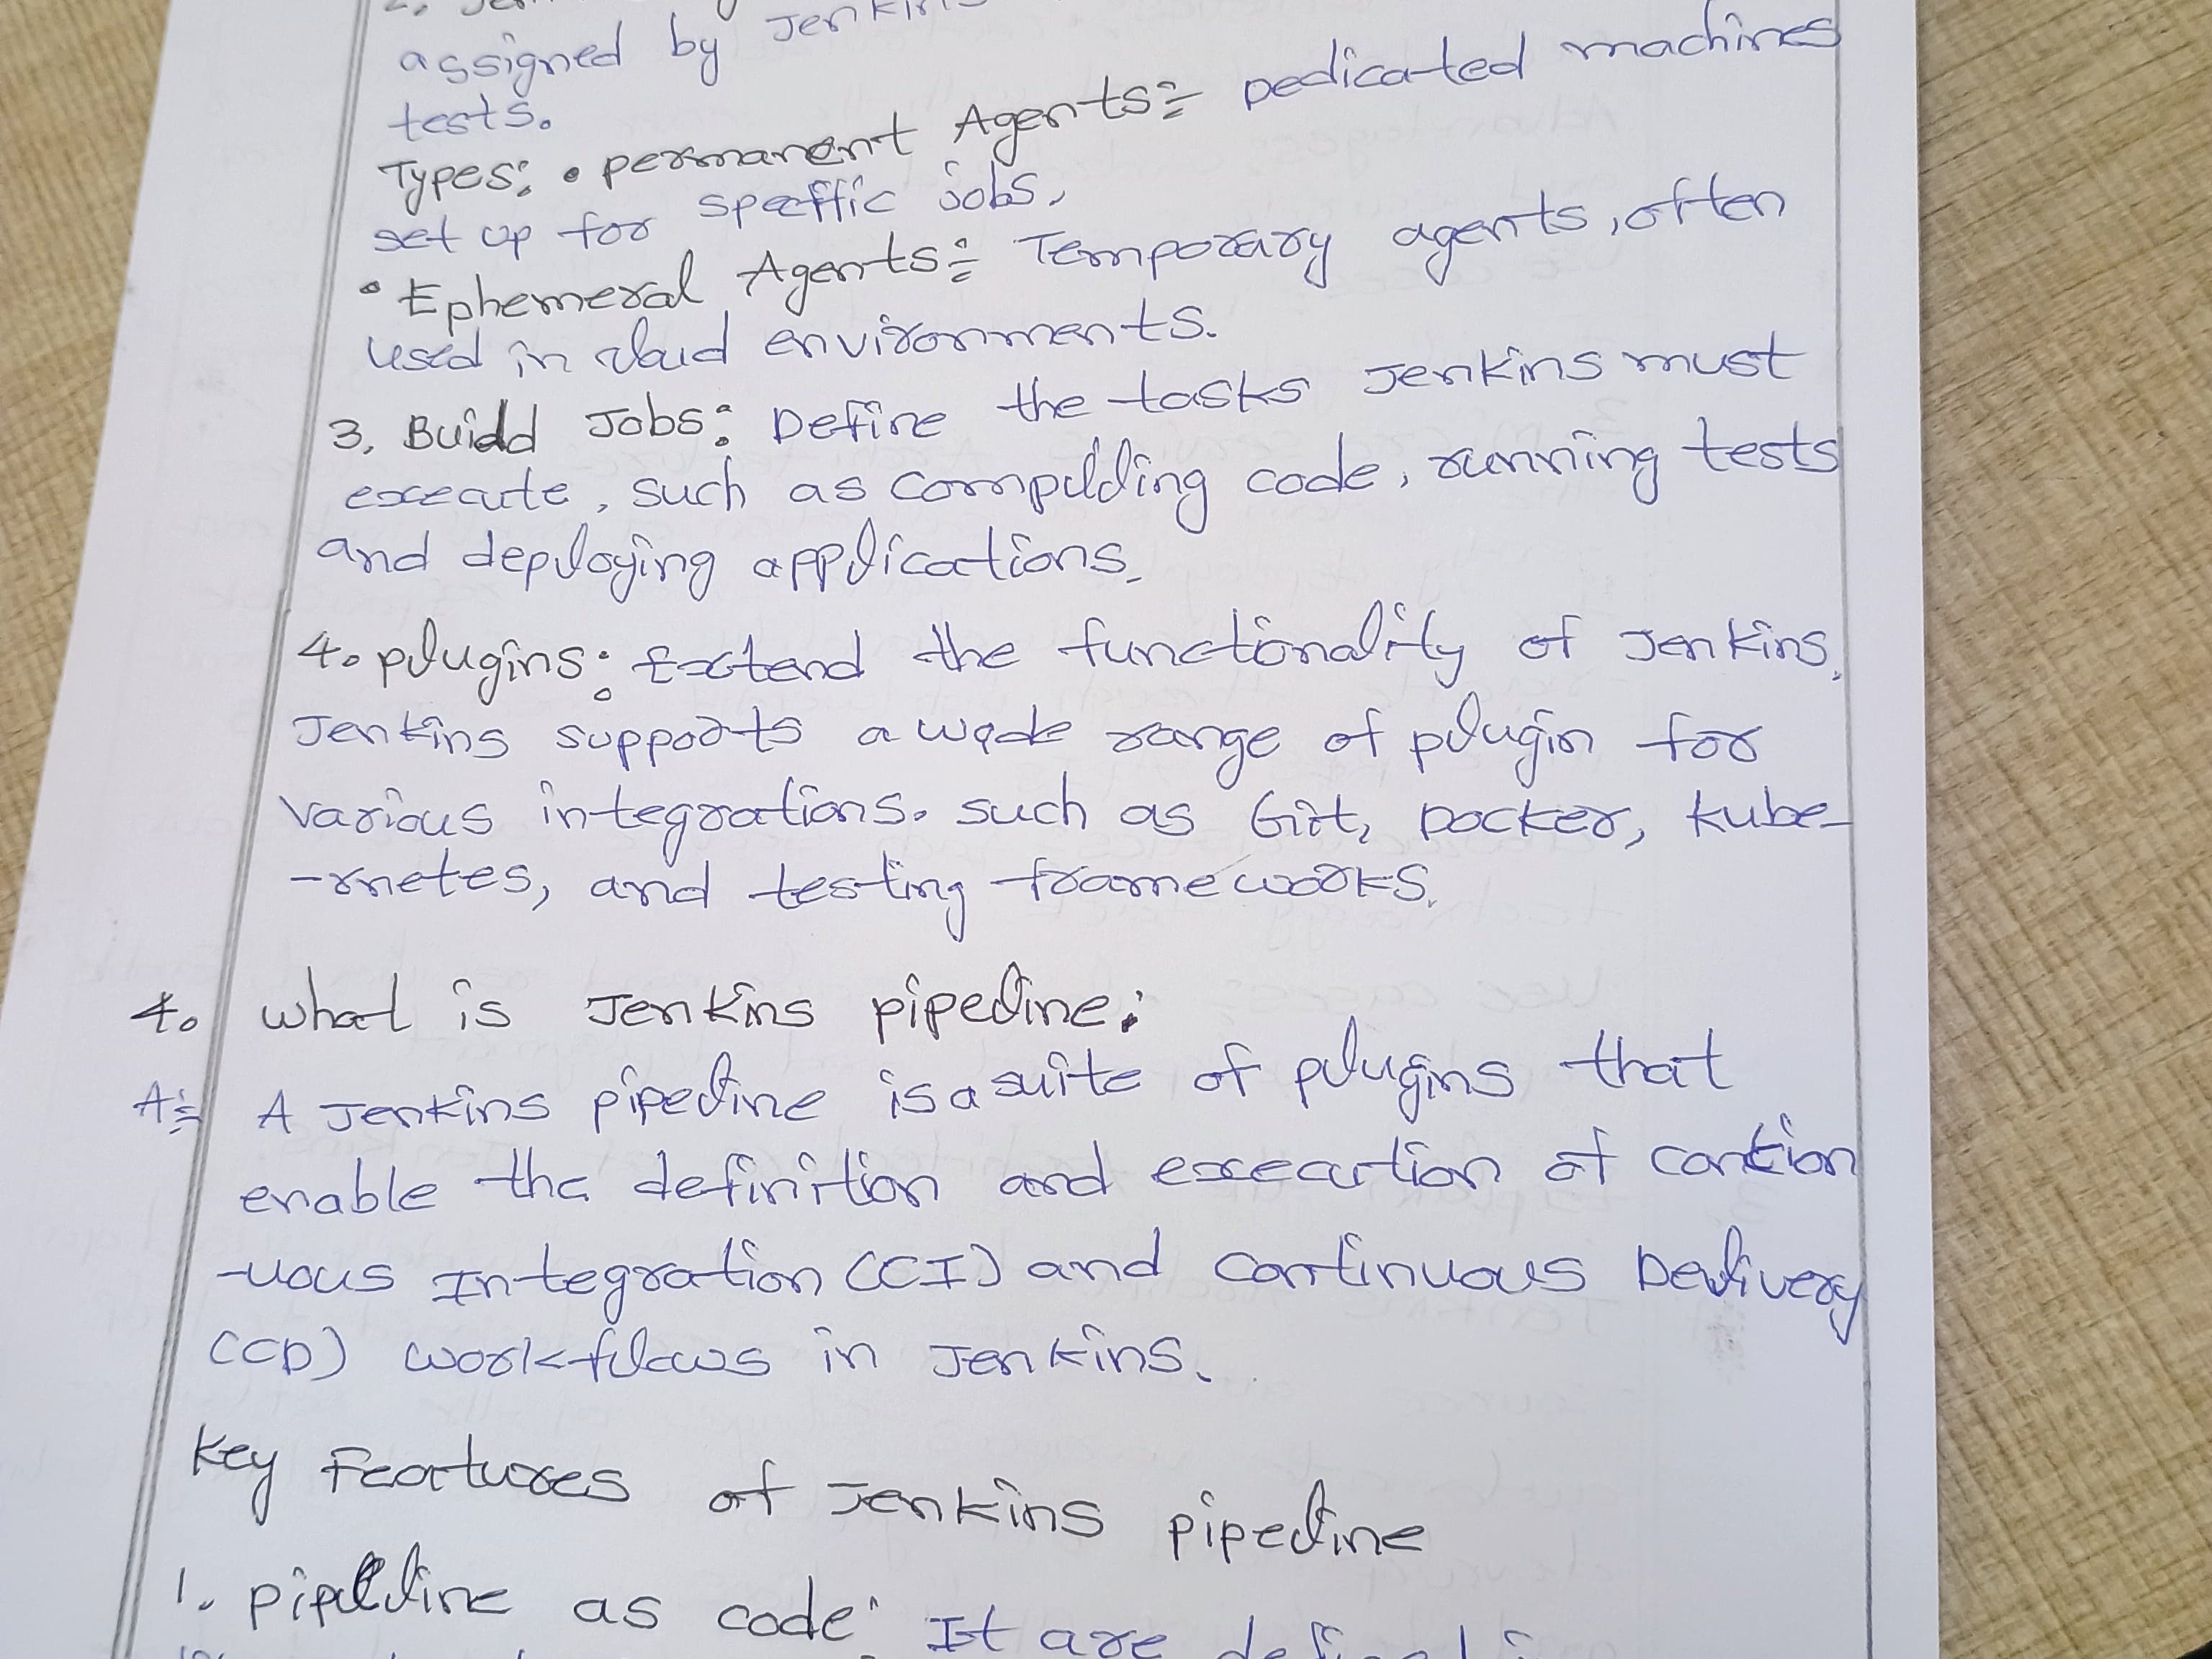 assigned by Jenkins
tests.
Types: • permanent Agents:- Dedicated machines
set up for speffic jobs.
• Ephemeral Agents:- Temporary agents, often
used in cloud environments.
3. Build Jobs: Define the tasks Jenkins must
execute, such as compilding code, running tests
and deploying applications.
4. plugins: Extend the functionality of Jenkins.
Jenkins supports a wide range of plugin for
various integrations. such as Git, Docker, kube-
-rnetes, and testing frameworks.
4. what is Jenkins pipeline:
A:- A Jenkins pipeline is a suite of plugins that
enable the definition and execution of contion
-uous Integration (CI) and Continuous Delivery
(CD) workflows in Jenkins.
Key Features of Jenkins pipeline
1. pipeline as code: It are defined in